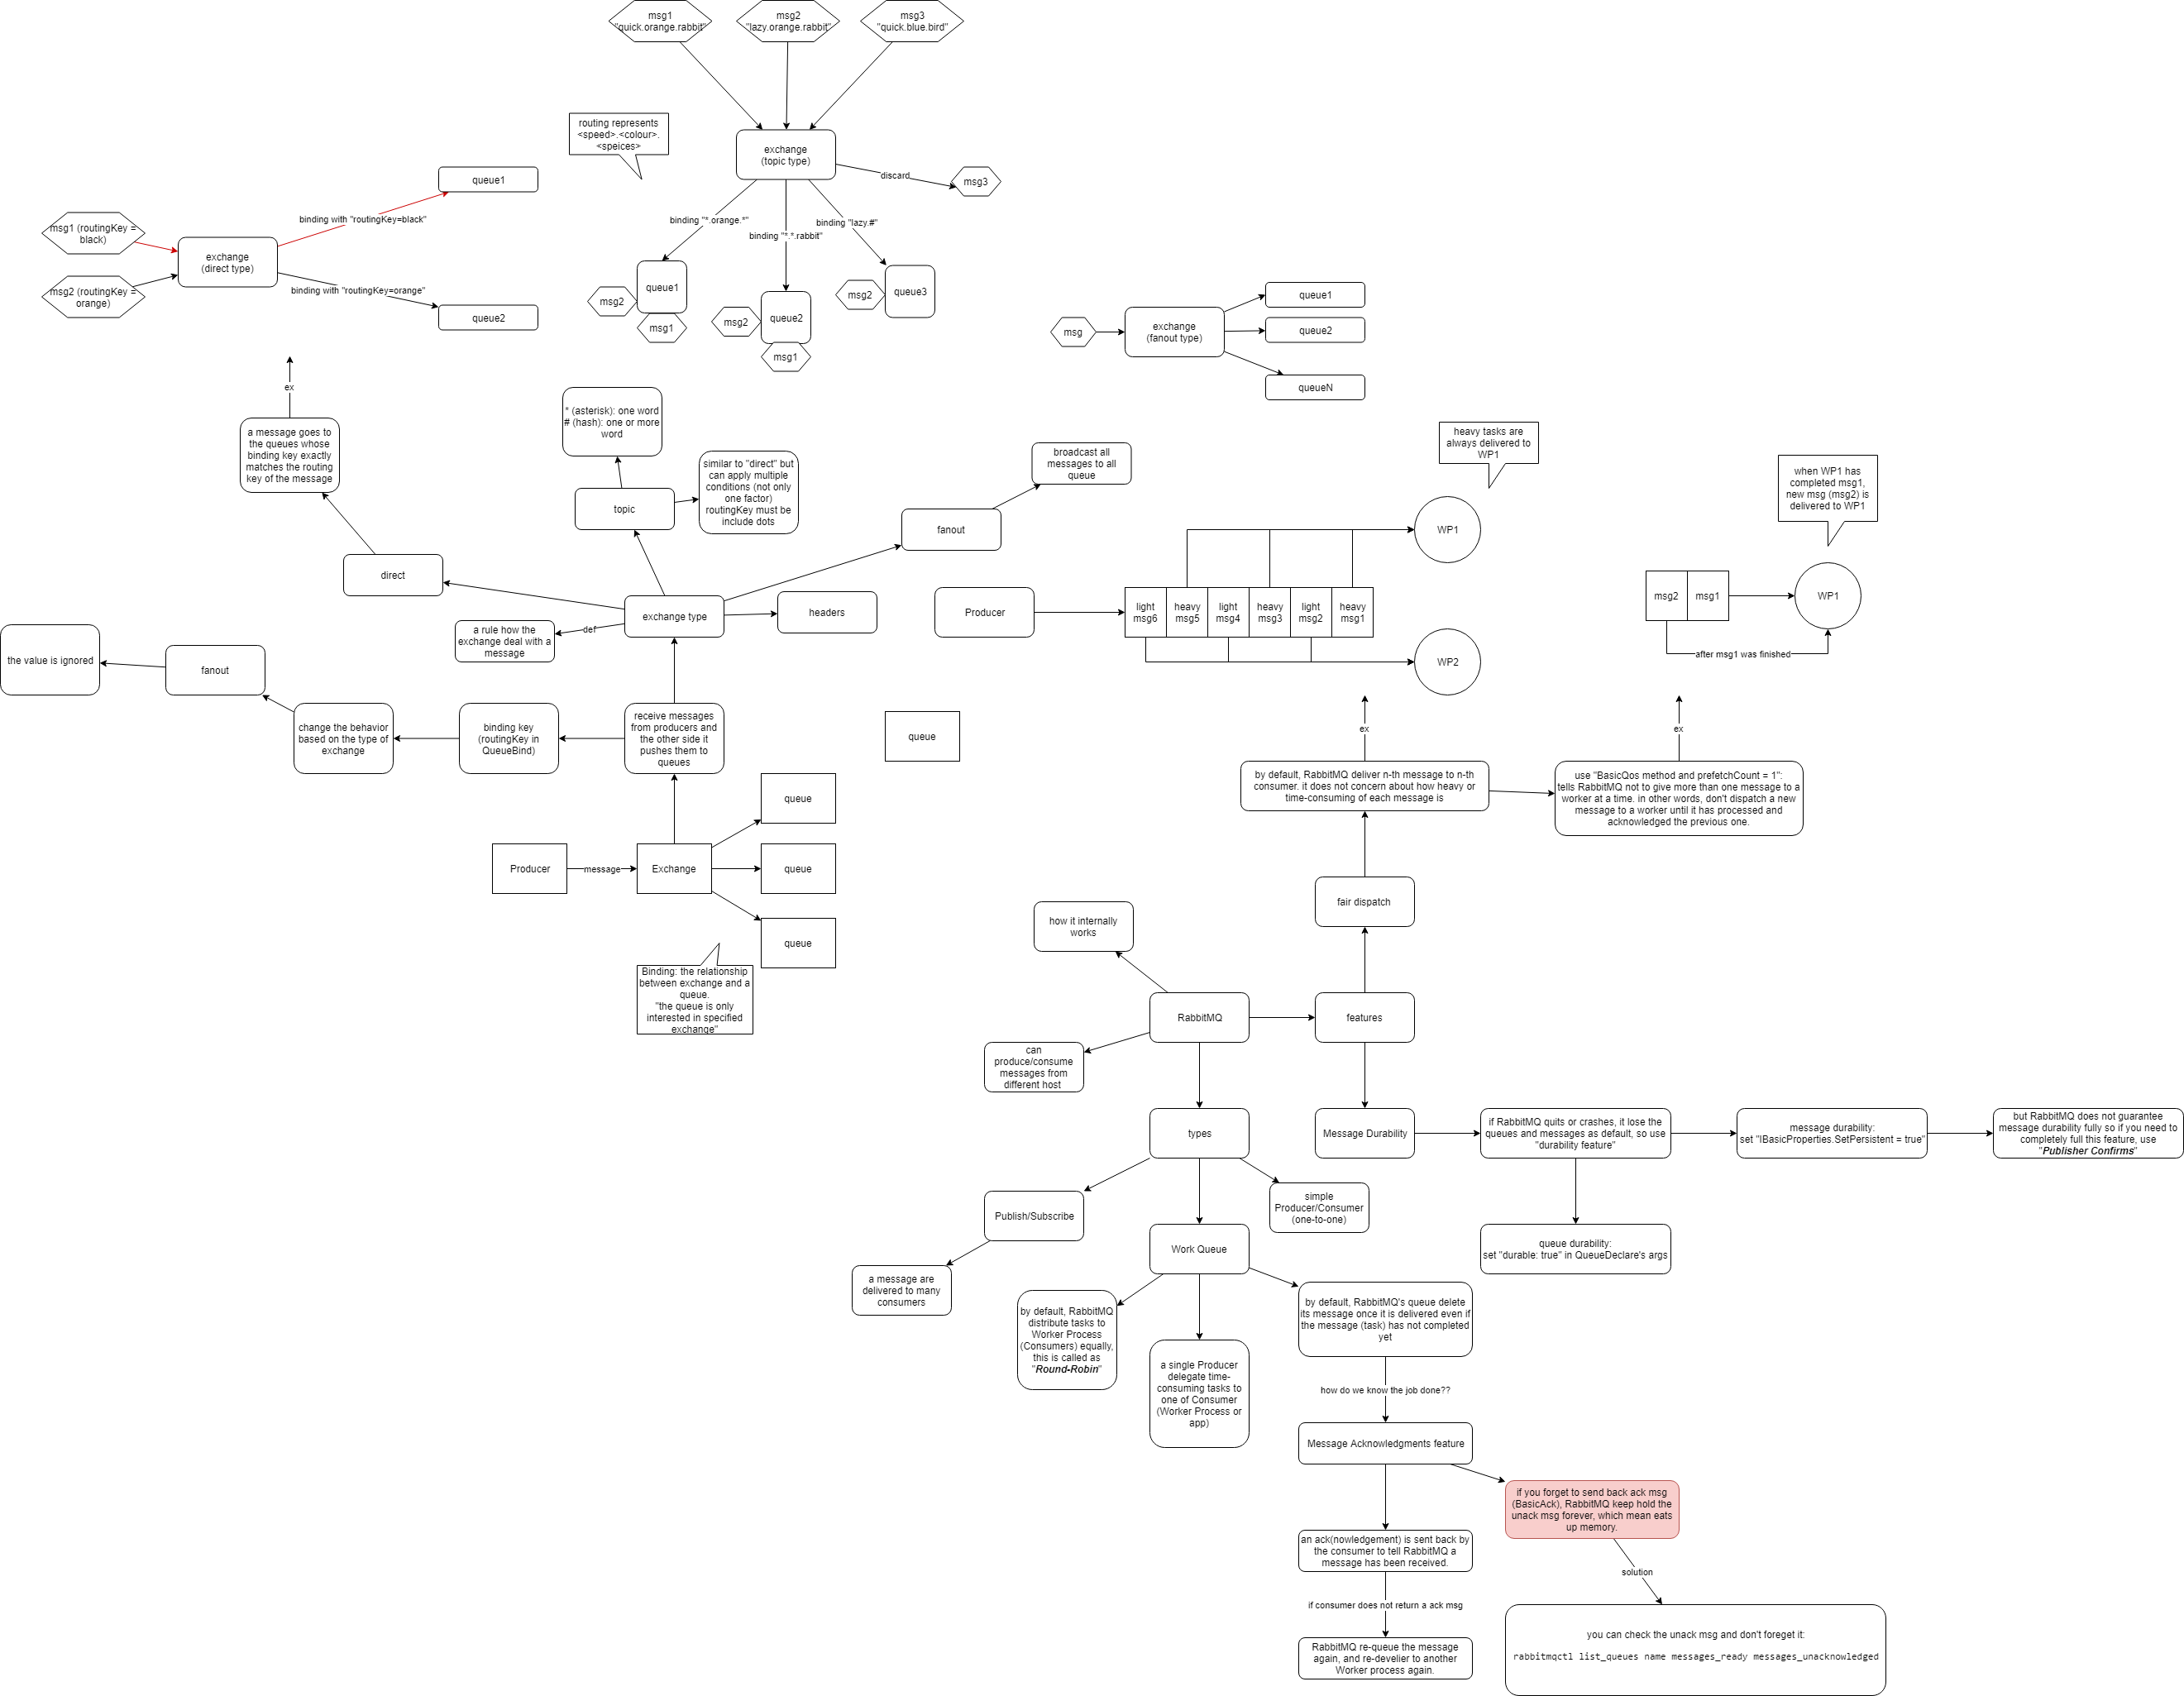 msg1
"quick.orange.rabbit"
msg2
"lazy.orange.rabbit"
msg3
"quick.blue.bird"
routing represents
<speed>.<colour>.
<speices>
exchange
(topic type)
discard
msg3
queue1
binding with "routingKey=black"
msg1 (routingKey =
black)
exchange
(direct type)
msg2 (routingKey =
orange)
binding with "routingKey=orange"
queue2
binding "*.orange.*"
binding "*.*.rabbit"
binding "lazy.#"
queue1
msg2
msg1
queue2
msg2
msg1
queue3
msg2
msg
exchange
(fanout type)
queue1
queue2
queueN
ex
a message goes to
the queues whose
binding key exactly
matches the routing
key of the message
* (asterisk): one word
# (hash): one or more
word
similar to "direct" but
can apply multiple
conditions (not only
one factor)
routingKey must be
include dots
topic
broadcast all
messages to all
queue
fanout
direct
exchange type
headers
def
a rule how the
exchange deal with a
message
the value is ignored
fanout
change the behavior
based on the type of
exchange
binding key
(routingKey in
QueueBind)
receive messages
from producers and
the other side it
pushes them to
queues
queue
queue
Producer
message
Exchange
queue
queue
Binding: the relationship
between exchange and a
queue.
"the queue is only
interested in specified
exchange"
heavy tasks are
always delivered to
WP1
WP1
Producer
light
msg6
heavy
msg5
light
msg4
heavy
msg3
light
msg2
heavy
msg1
WP2
when WP1 has
completed msg1,
new msg (msg2) is
delivered to WP1
msg2
msg1
WP1
after msg1 was finished
ex
ex
by default, RabbitMQ deliver n-th message to n-th
consumer. it does not concern about how heavy or
time-consuming of each message is
use "BasicQos method and prefetchCount = 1":
tells RabbitMQ not to give more than one message to a
worker at a time. in other words, don't dispatch a new
message to a worker until it has processed and
acknowledged the previous one.
fair dispatch
how it internally
works
RabbitMQ
features
can
produce/consume
messages from
different host
types
Message Durability
if RabbitMQ quits or crashes, it lose the
queues and messages as default, so use
"durability feature"
message durability:
set "IBasicProperties.SetPersistent = true"
but RabbitMQ does not guarantee
message durability fully so if you need to
completely full this feature, use
"Publisher Confirms"
queue durability:
set "durable: true" in QueueDeclare's args
Publish/Subscribe
simple
Producer/Consumer
(one-to-one)
Work Queue
a message are
delivered to many
consumers
by default, RabbitMQ
distribute tasks to
Worker Process
(Consumers) equally,
this is called as
"Round-Robin"
a single Producer
delegate time-
consuming tasks to
one of Consumer
(Worker Process or
app)
by default, RabbitMQ's queue delete
its message once it is delivered even if
the message (task) has not completed
yet
how do we know the job done??
Message Acknowledgments feature
if you forget to send back ack msg
(BasicAck), RabbitMQ keep hold the
unack msg forever, which mean eats
up memory.
an ack(nowledgement) is sent back by
the consumer to tell RabbitMQ a
message has been received.
solution
if consumer does not return a ack msg
RabbitMQ re-queue the message
again, and re-develier to another
Worker process again.
you can check the unack msg and don't foreget it:
rabbitmqctl list_queues name messages_ready messages_unacknowledged